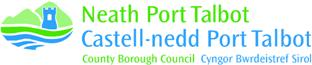 Neath Port Talbot
Castell-nedd Port Talbot
County Borough Council Cyngor Bwrdeistref Sirol